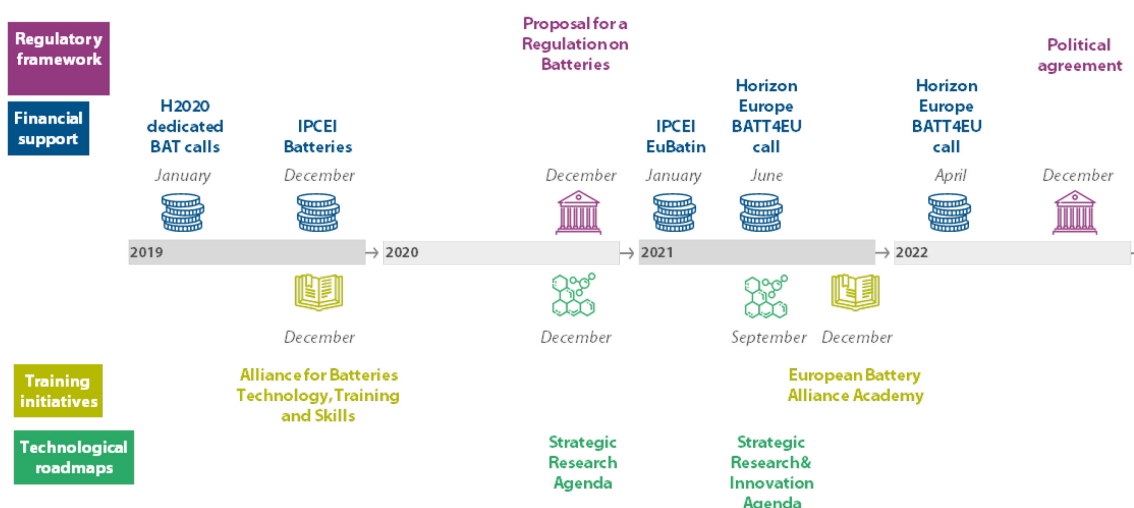 Regulatory
framework
Proposal for a
Regulation on
Batteries
Political
agreement
Financial
support
H2020
dedicated
BAT calls
IPCEI
Batteries
IPCEI
EuBatin
Horizon
Europe
BATT4EU
call
Horizon
Europe
BATT4EU
call
January
December
December
January
June
April
December
2019
2020
2021
2022
December
December
September
December
Training
initiatives
Alliance for Batteries
Technology, Training
and Skills
European Battery
Alliance Academy
Technological
roadmaps
Strategic
Research
Agenda
Strategic
Research&
Innovation
Agenda